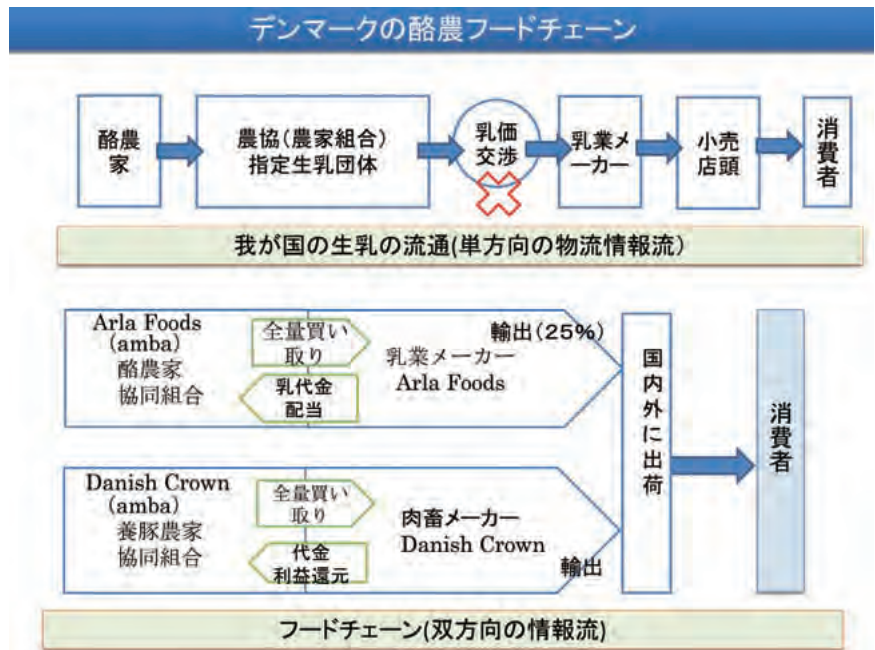 デンマークの酪農フードチェーン
酪農
家
農協(農家組合)
指定生乳団体
乳価
交渉
乳業メー
カー
小売
店頭
消費者
我が国の生乳の流通(単方向の物流情報流)
Arla Foods
(amba)
酪農家
協同組合
全量買い
取り
乳代金
配当
輸出(25%)
乳業メーカー
Arla Foods
Danish Crown
(amba)
養豚農家
協同組合
全量買い
取り
代金
利益還元
肉畜メーカー
Danish Crown
輸出
国内外に出荷
消費者
フードチェーン(双方向の情報流)